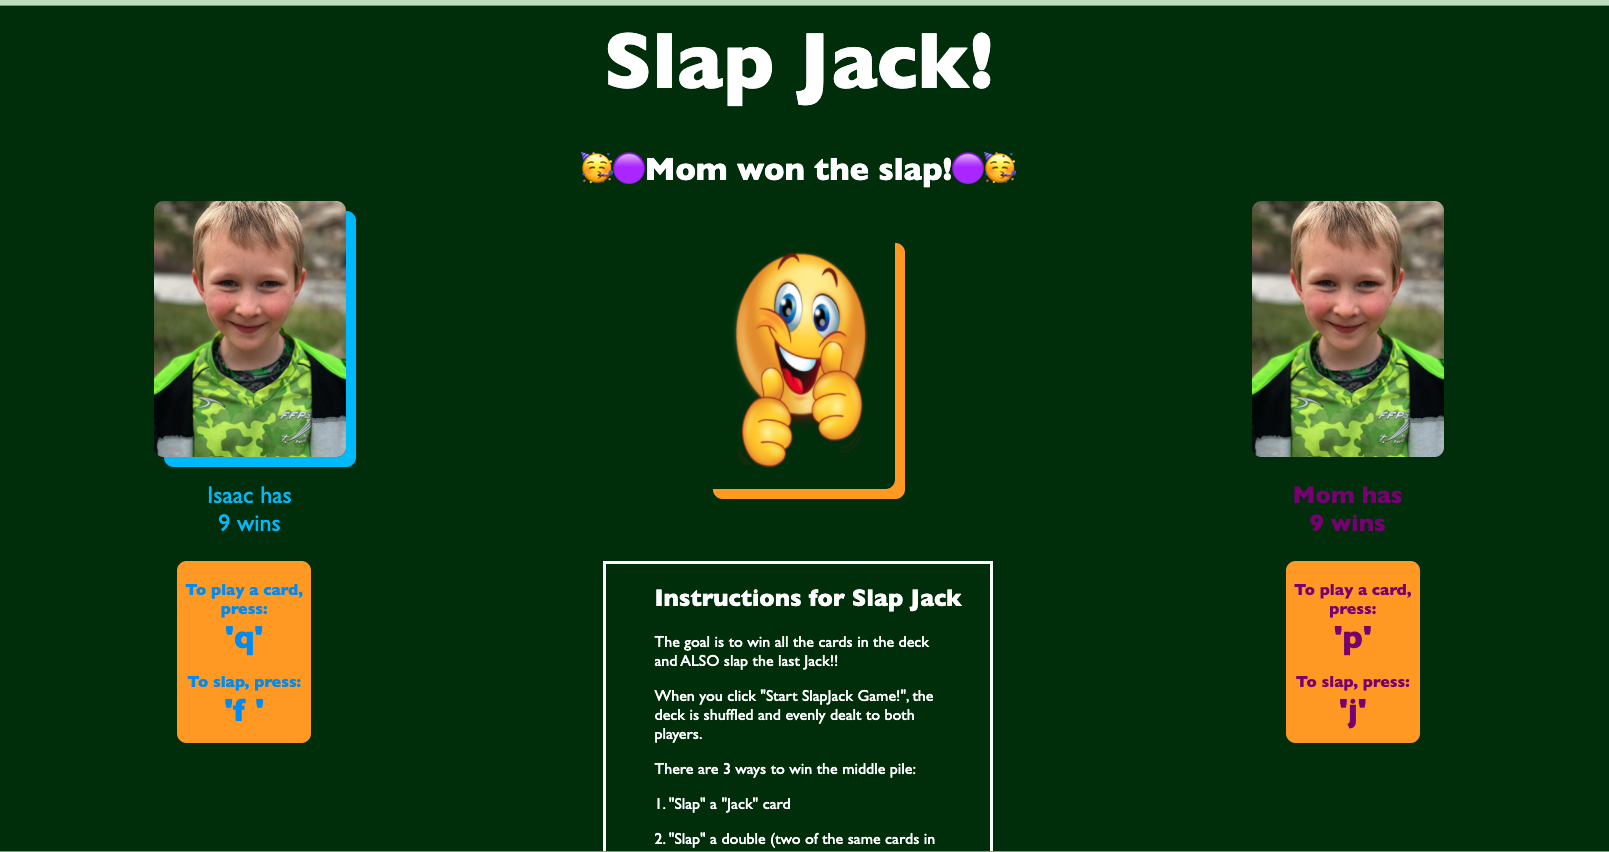 Slap Jack!
🥳🟣Mom won the slap!🟣🥳
FFPS
FFPS
Isaac has
9 wins
Mom has
9 wins
To play a card,
press:
'q'
To slap, press:
'f '
Instructions for Slap Jack
The goal is to win all the cards in the deck
and ALSO slap the last Jack!!
When you click "Start SlapJack Game!", the
deck is shuffled and evenly dealt to both
players.
There are 3 ways to win the middle pile:
1. "Slap" a "Jack" card
2. "Slap" a double (two of the same cards in
To play a card,
press:
'p'
To slap, press:
'j'